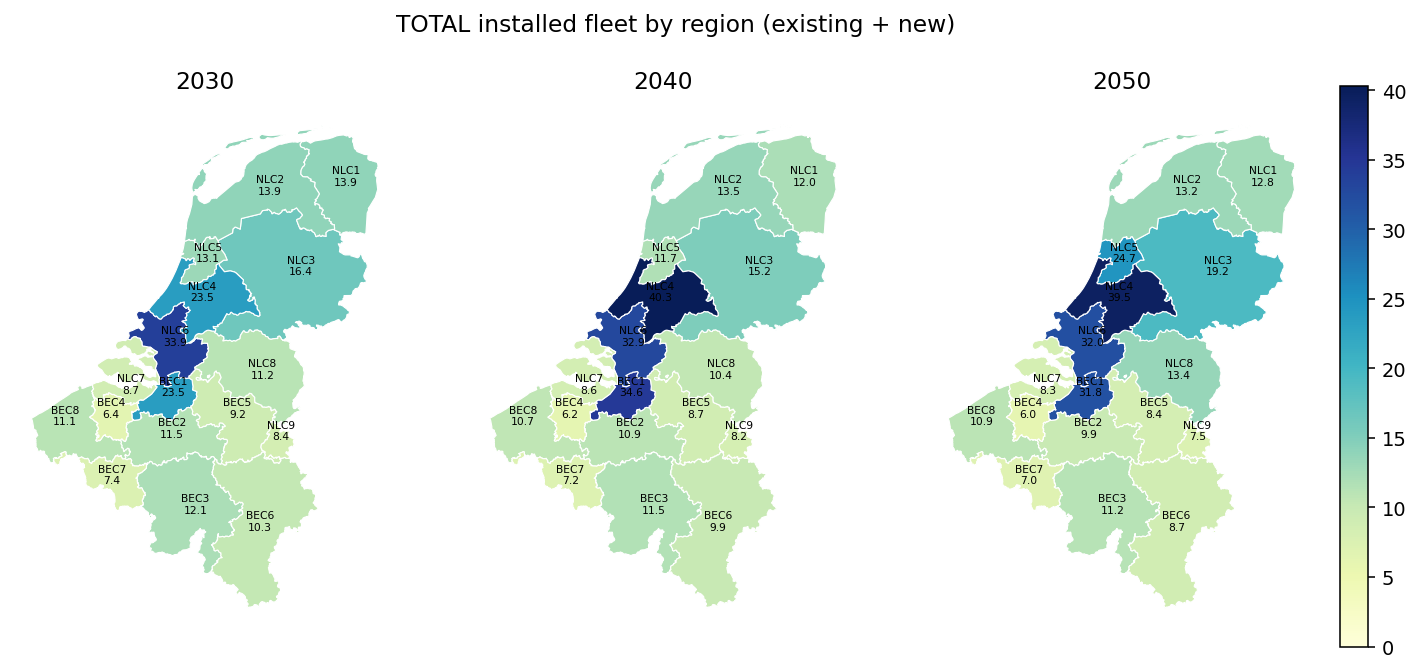 TOTAL installed fleet by region (existing + new)
2030
NLC1
13.9
NLC2
13.9
NLC5
13.1
NLC3
16.4
NLC4
23.5
NLC6
33.9
NLC8
11.2
NLC7
8.7
BEC1
23.5
BEC4
6.4
BEC5
9.2
BEC8
11.1
BEC2
11.5
NLC9
8.4
BEC7
7.4
BEC3
12.1
BEC6
10.3
2040
NLC1
12.0
NLC2
13.5
NLC5
11.7
NLC3
15.2
NLC4
40.3
NLC6
32.9
NLC8
10.4
NLC7
8.6
BEC1
34.6
BEC4
6.2
BEC5
8.7
BEC8
10.7
BEC2
10.9
NLC9
8.2
BEC7
7.2
BEC3
11.5
BEC6
9.9
2050
NLC1
12.8
NLC2
13.2
NLC5
24.7
NLC3
19.2
NLC4
39.5
NLC6
32.0
NLC8
13.4
NLC7
8.3
BEC1
31.8
BEC4
6.0
BEC5
8.4
BEC8
10.9
BEC2
9.9
NLC9
7.5
BEC7
7.0
BEC3
11.2
BEC6
8.7
40
35
30
25
20
15
10
5
0